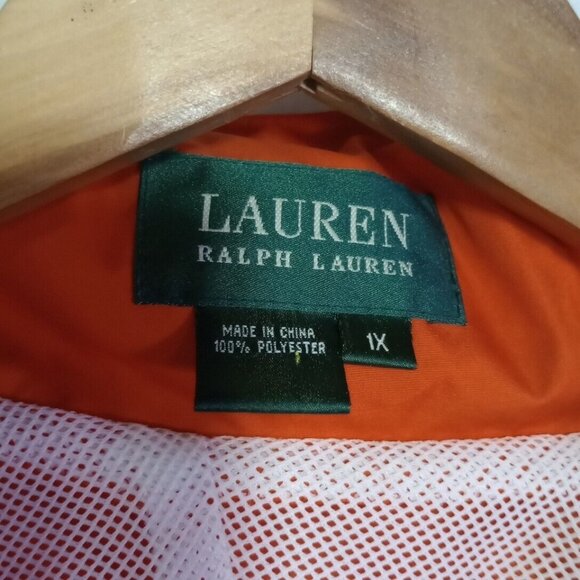 LAUREN
RALPH LAUREN
MADE IN CHINA
100% POLYESTER
1X